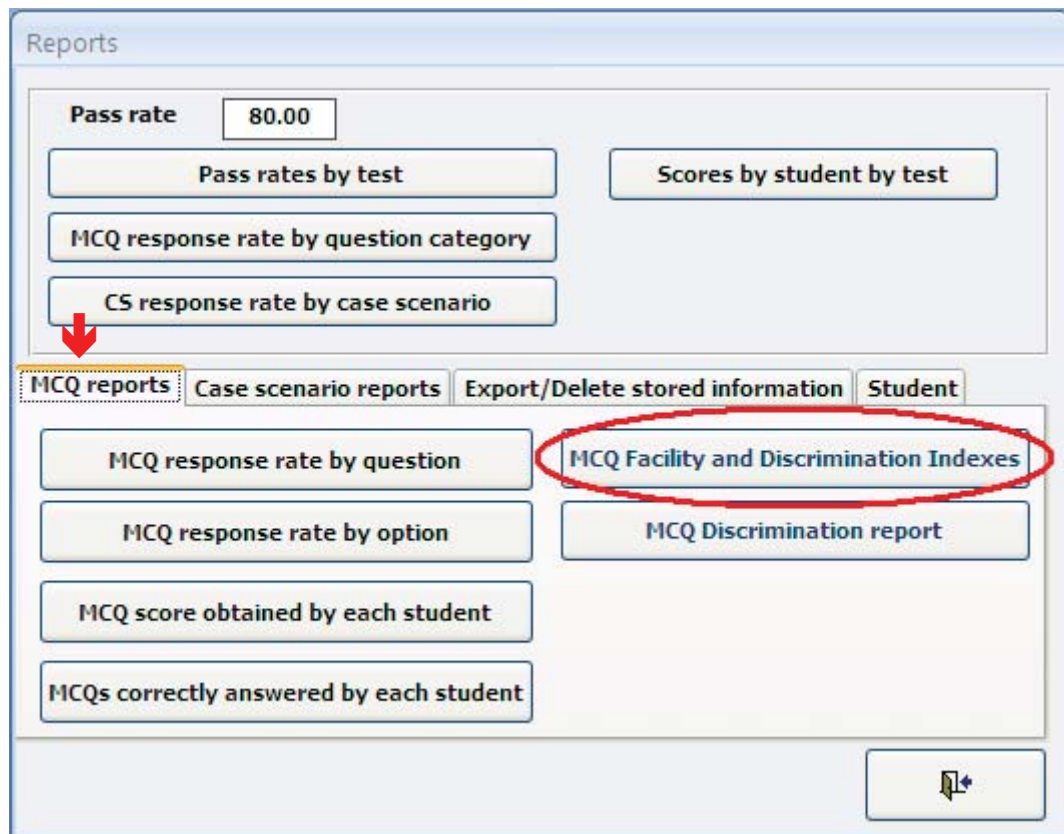 Reports
Pass rate 80.00
Pass rates by test
Scores by student by test
MCQ response rate by question category
CS response rate by case scenario
MCQ reports Case scenario reports Export/Delete stored information Student
MCQ response rate by question
MCQ Facility and Discrimination Indexes
MCQ response rate by option
MCQ Discrimination report
MCQ score obtained by each student
MCQs correctly answered by each student